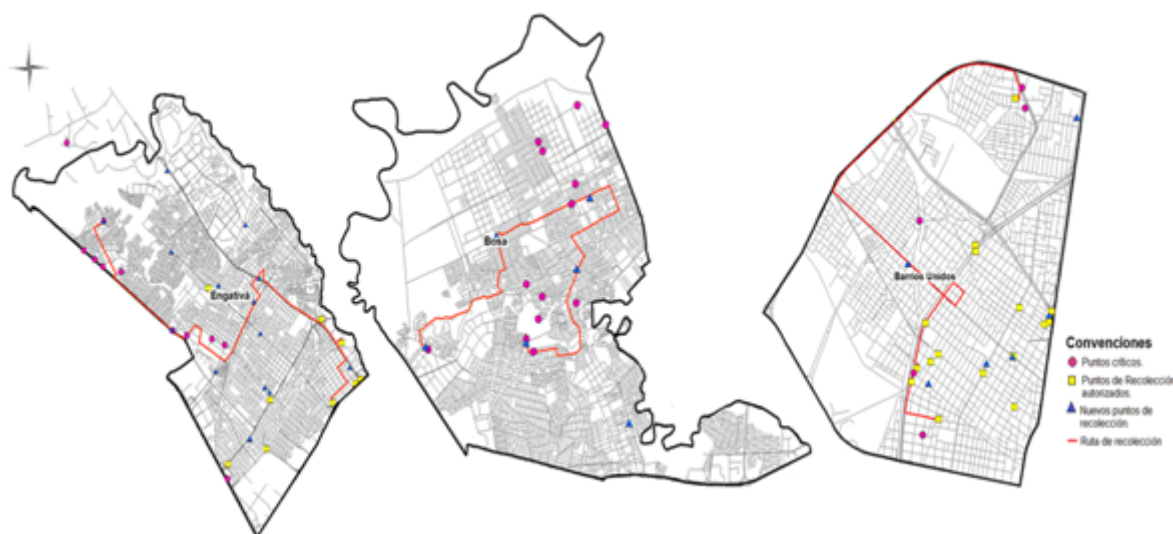 Engativá
Bosa
Barrios Unidos
Convenciones
Puntos críticos.
Puntos de Recolección
autorizados.
Nuevos puntos de
recolección.
Ruta de recolección